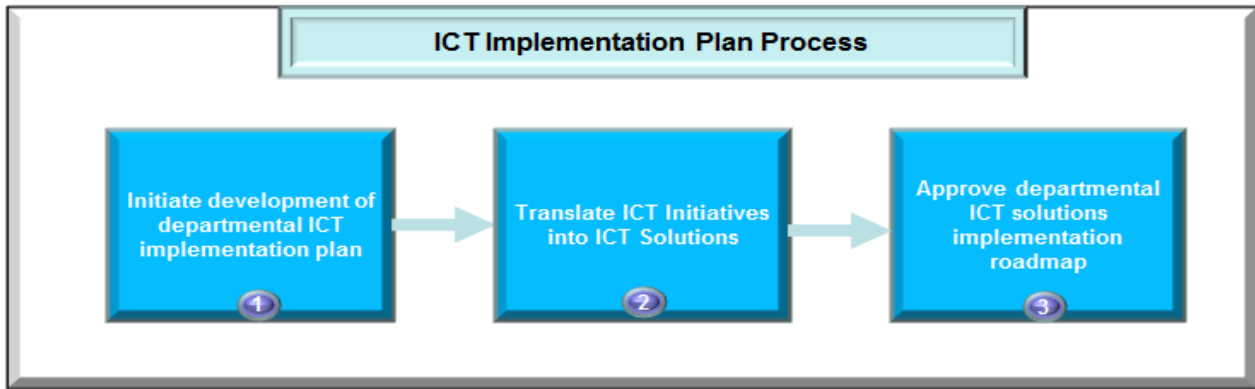 ICT Implementation Plan Process
Initiate development of
departmental ICT
implementation plan
1
Translate ICT Initiatives
into ICT Solutions
2
Approve departmental
ICT solutions
implementation
roadmap
3